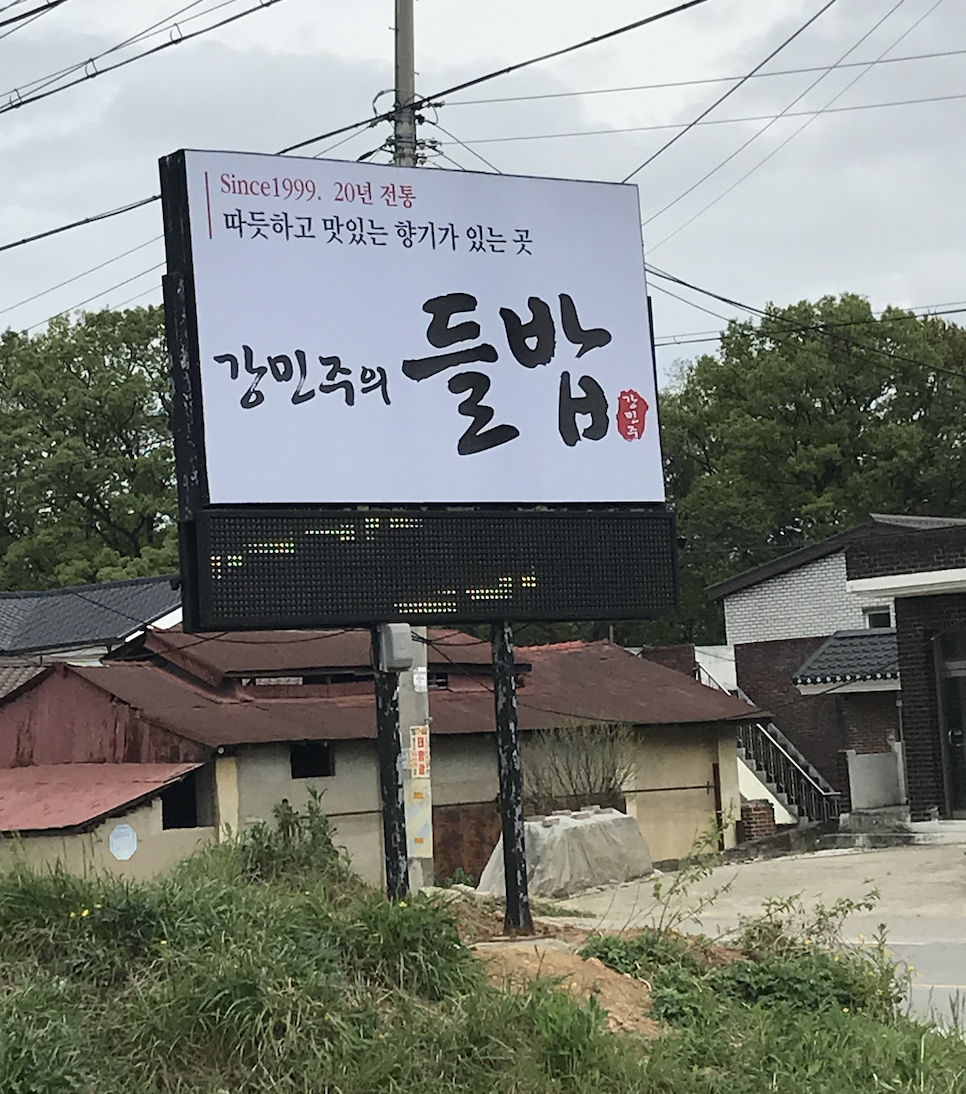 Since1999. 20년 전통
따듯하고 맛있는 향기가 있는 곳
강민주의 들밥
강민주